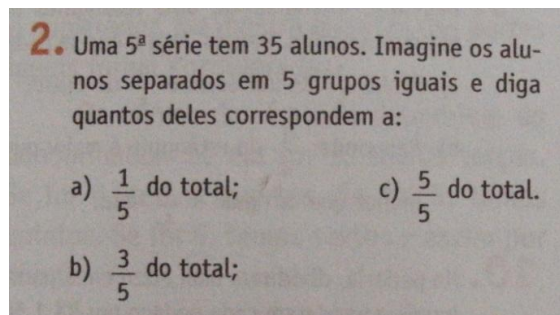 2. Uma 5ª série tem 35 alunos. Imagine os alu-
nos separados em 5 grupos iguais e diga
quantos deles correspondem a:
a) 1/5 do total; c) 5/5 do total.
b) 3/5 do total;